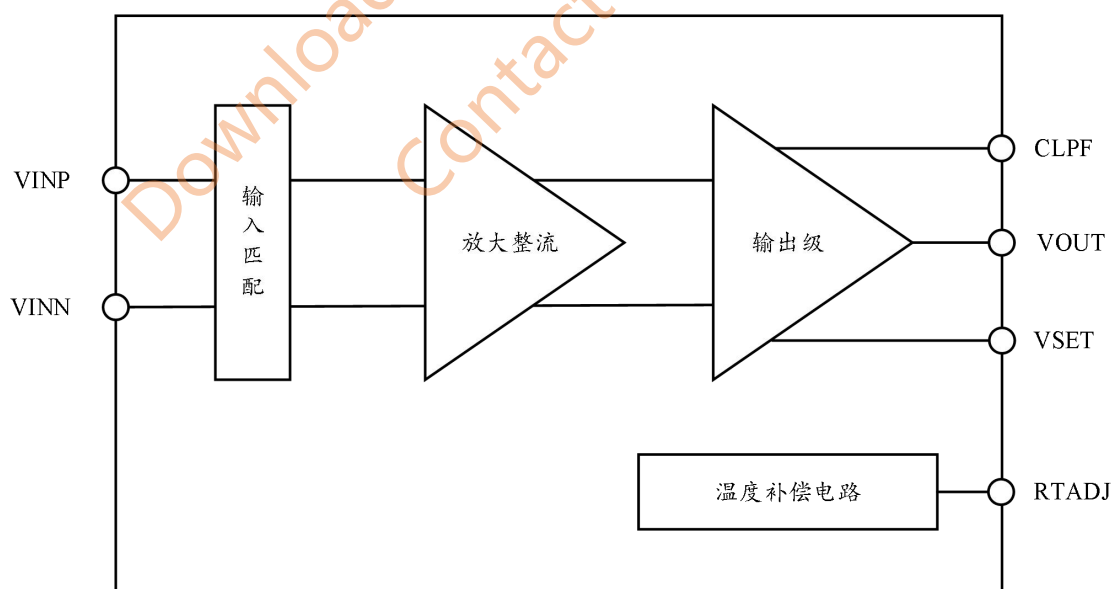 Download
Contact
CLPF
VINP
输入匹配
放大整流
输出级
VOUT
VINN
VSET
温度补偿电路
RTADJ